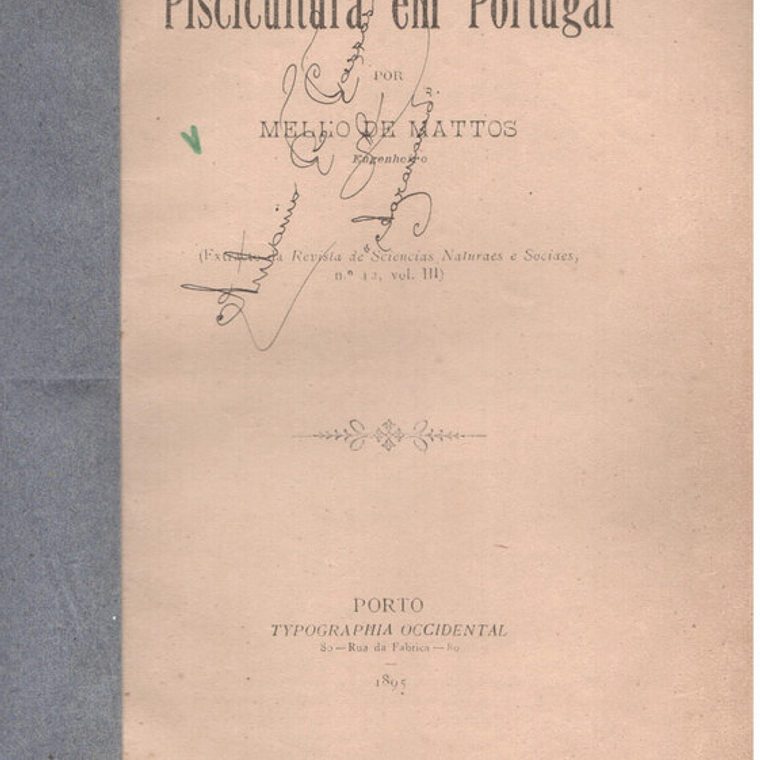 Piscicultura em Portugal
POR
MELLO DE MATTOS
Engenheiro
(Extracto da Revista de Sciencias Naturaes e Sociaes,
n.º 12, vol. III)
PORTO
TYPOGRAPHIA OCCIDENTAL
80—Rua da Fabrica—80
1895